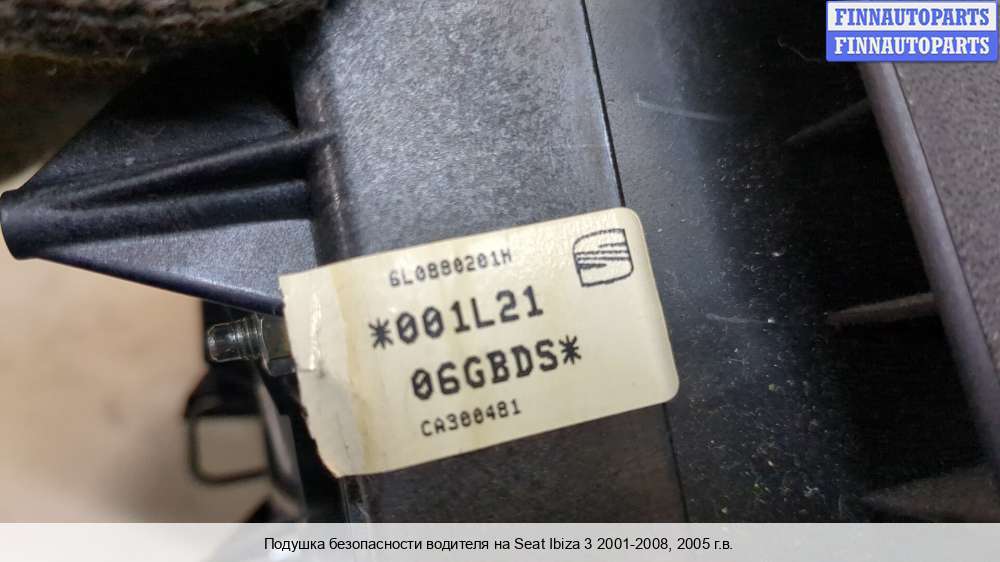 FINNAUTOPARTS
FINNAUTOPARTS
6L0880201H
*001L21
06GBDS*
CA300481
Подушка безопасности водителя на Seat Ibiza 3 2001-2008, 2005 г.в.